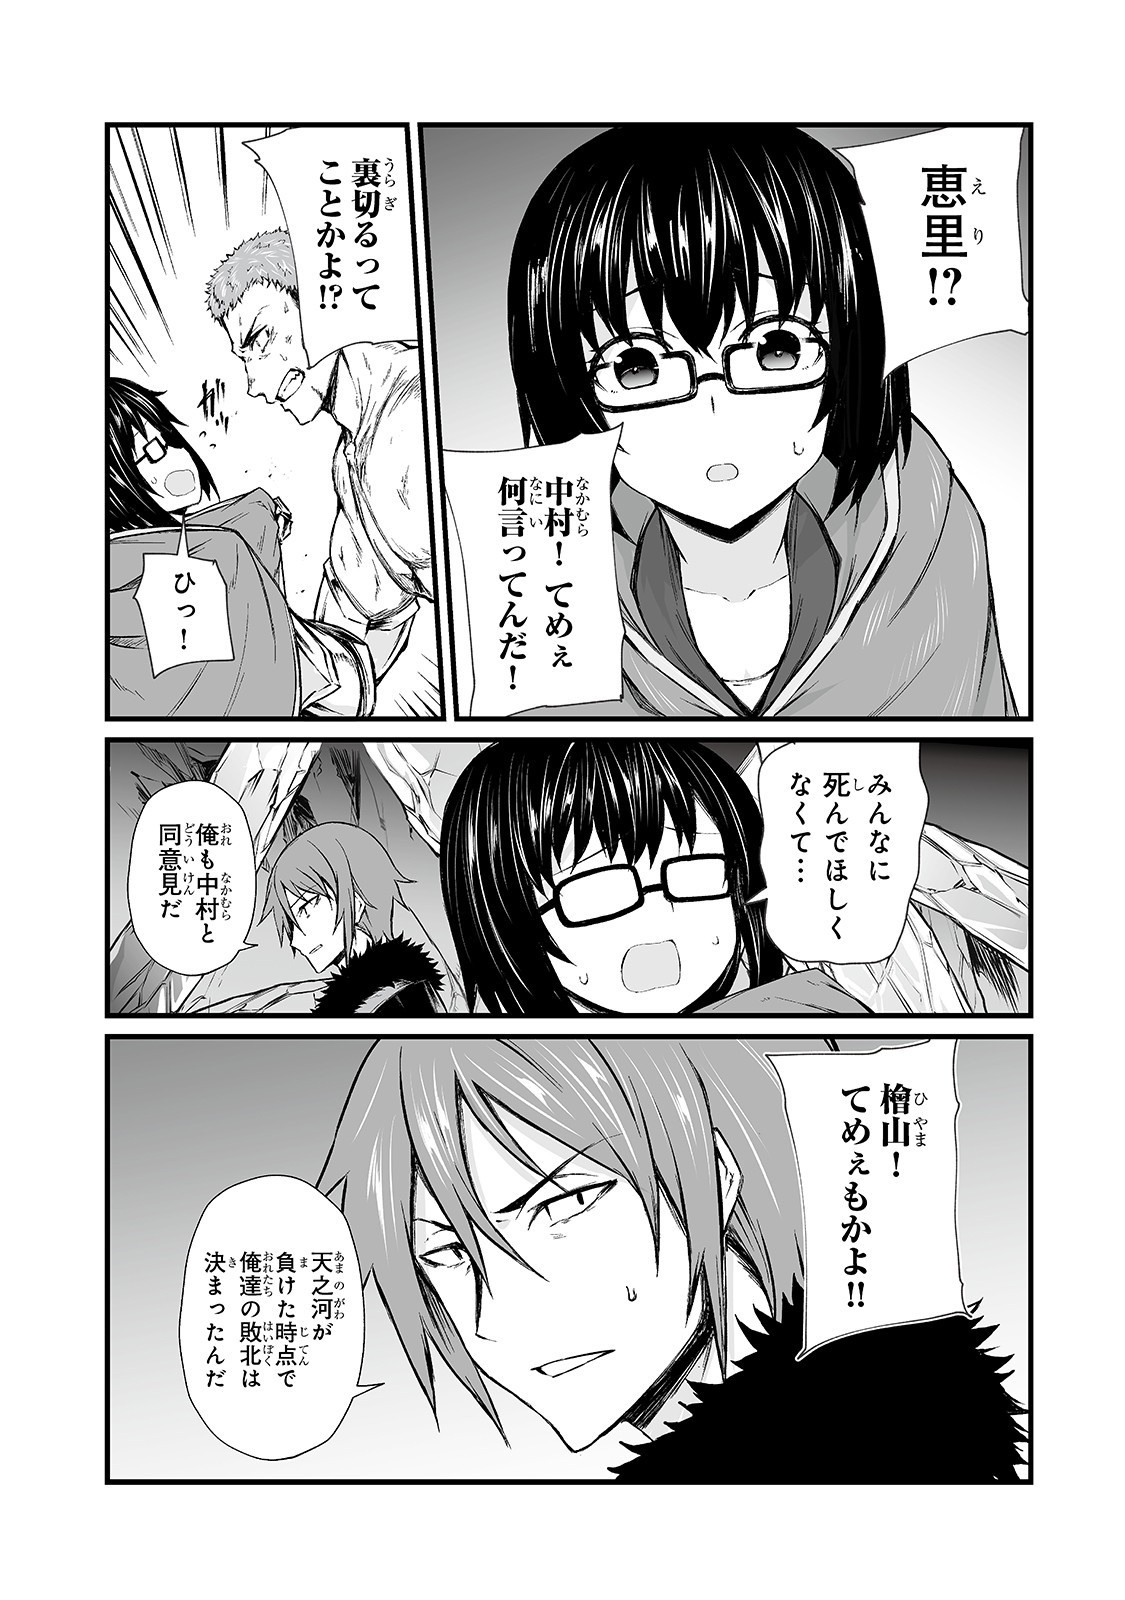 恵里!?
中村！てめぇ
何言ってんだ！
裏切るって
ことかよ!?
ガッ
ひっ！
みんなに
死んでほしく
なくて…
俺も中村と
同意見だ
檜山！
てめぇもかよ!!
天之河が
負けた時点で
俺達の敗北は
決まったんだ